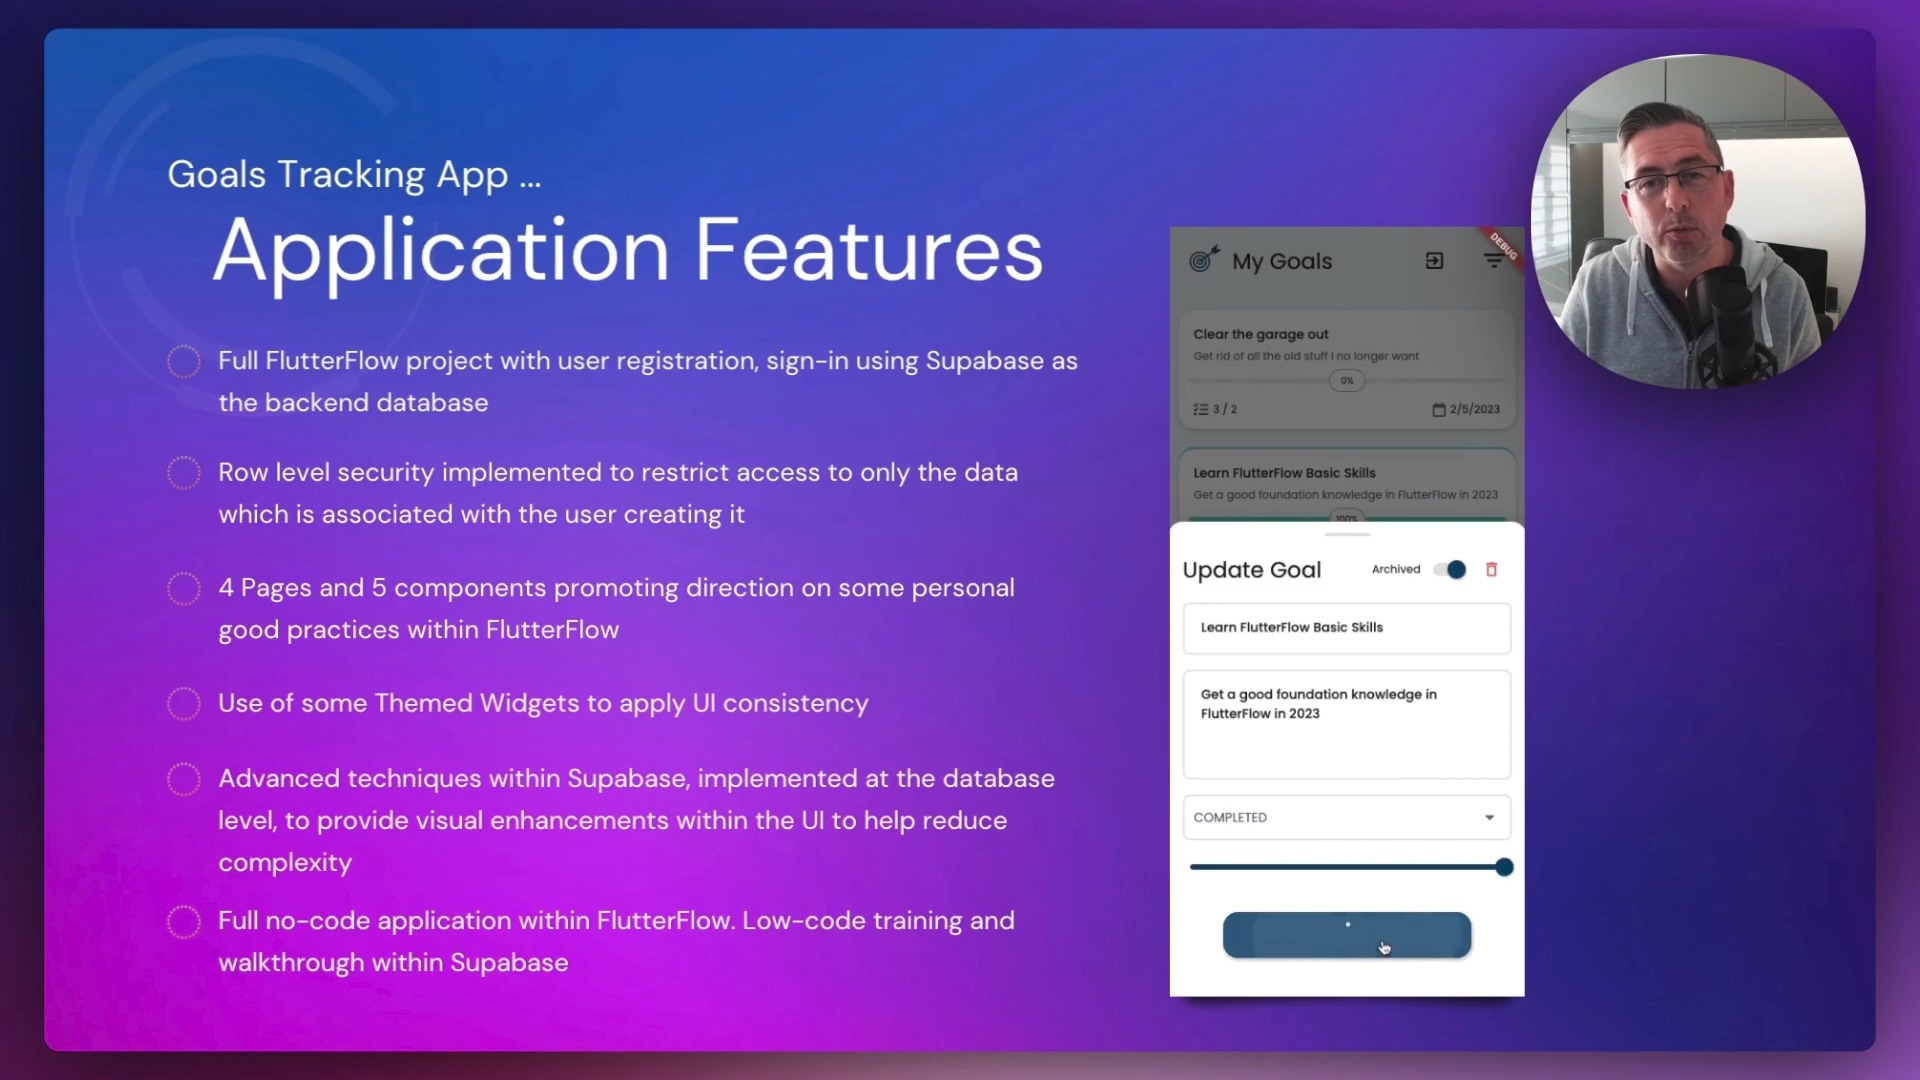 Goals Tracking App ...
Application Features
Full FlutterFlow project with user registration, sign-in using Supabase as
the backend database
Row level security implemented to restrict access to only the data
which is associated with the user creating it
4 Pages and 5 components promoting direction on some personal
good practices within FlutterFlow
Use of some Themed Widgets to apply UI consistency
Advanced techniques within Supabase, implemented at the database
level, to provide visual enhancements within the UI to help reduce
complexity
Full no-code application within FlutterFlow. Low-code training and
walkthrough within Supabase
My Goals
DEBUG
Clear the garage out
Get rid of all the old stuff I no longer want
0%
3 / 2
2/5/2023
Learn FlutterFlow Basic Skills
Get a good foundation knowledge in FlutterFlow in 2023
100%
Update Goal
Archived
Learn FlutterFlow Basic Skills
Get a good foundation knowledge in
FlutterFlow in 2023
COMPLETED